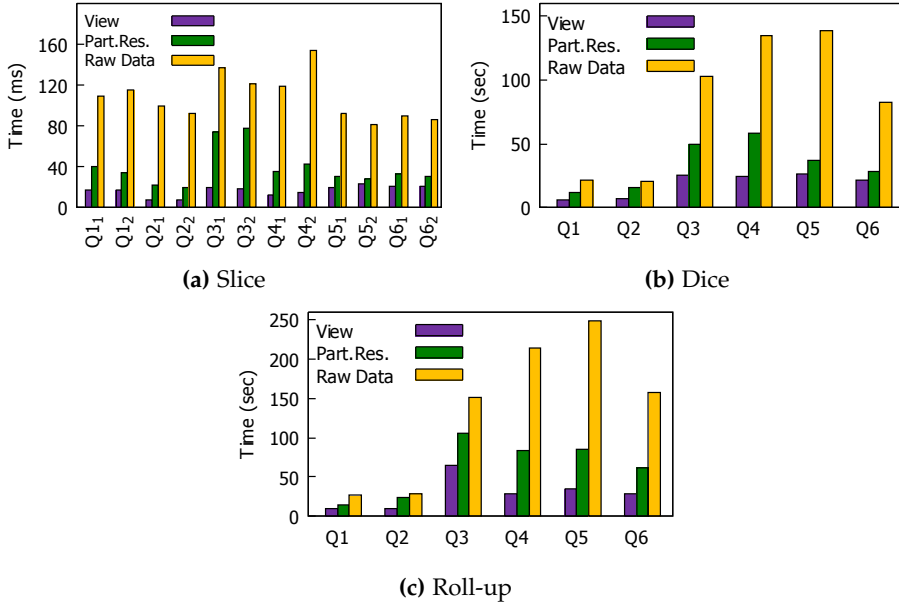 View
Part.Res.
Raw Data
Time (ms)
160
120
80
40
0
Q1₁ Q1₂ Q2₁ Q2₂ Q3₁ Q3₂ Q4₁ Q4₂ Q5₁ Q5₂ Q6₁ Q6₂
(a) Slice
View
Part.Res.
Raw Data
Time (sec)
150
100
50
0
Q1 Q2 Q3 Q4 Q5 Q6
(b) Dice
View
Part.Res.
Raw Data
Time (sec)
250
200
150
100
50
0
Q1 Q2 Q3 Q4 Q5 Q6
(c) Roll-up